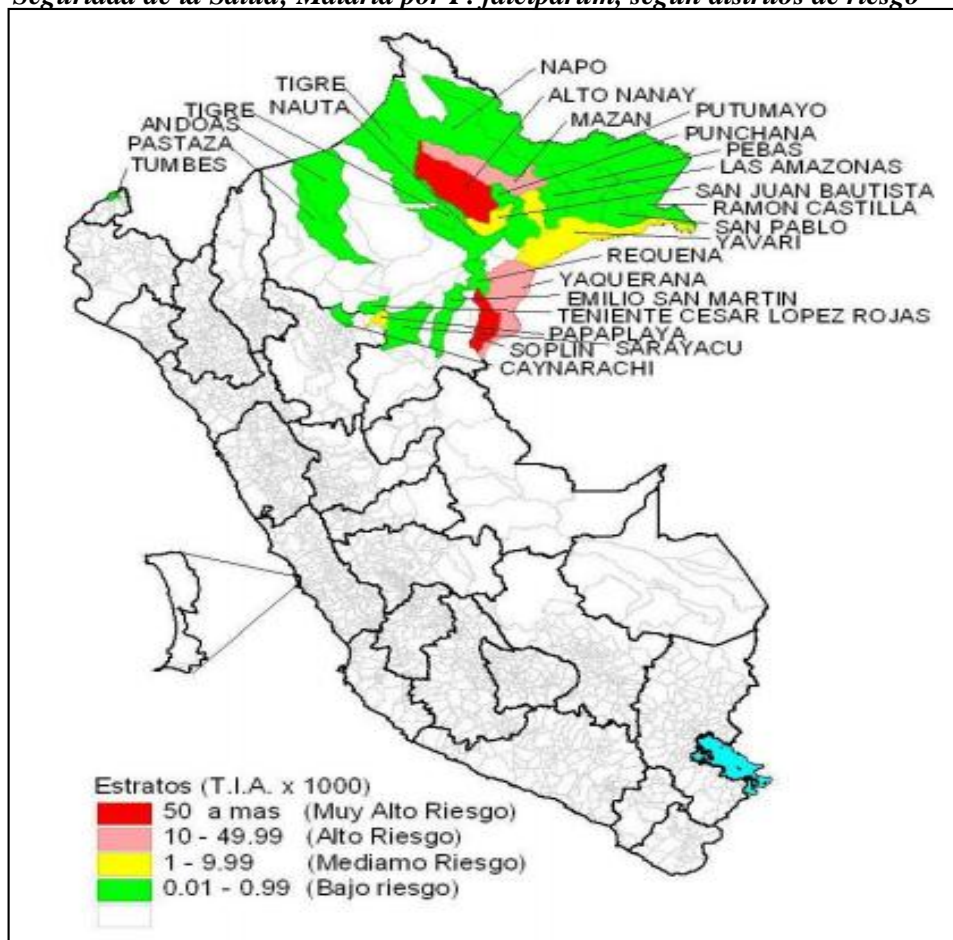 Seguridad de la Salud; Malaria por P. falciparum, según distritos de riesgo
NAPO
TIGRE
ALTO NANAY
NAUTA
PUTUMAYO
TIGRE
MAZAN
ANDOAS
PUNCHANA
PASTAZA
PEBAS
TUMBES
LAS AMAZONAS
SAN JUAN BAUTISTA
RAMON CASTILLA
SAN PABLO
YAVARI
REQUENA
YAQUERANA
EMILIO SAN MARTIN
TENIENTE CESAR LOPEZ ROJAS
PAPAPLAYA
SOPLIN SARAYACU
CAYNARACHI
Estratos (T.I.A. x 1000)
50 a mas (Muy Alto Riesgo)
10 - 49.99 (Alto Riesgo)
1 - 9.99 (Mediamo Riesgo)
0.01 - 0.99 (Bajo riesgo)